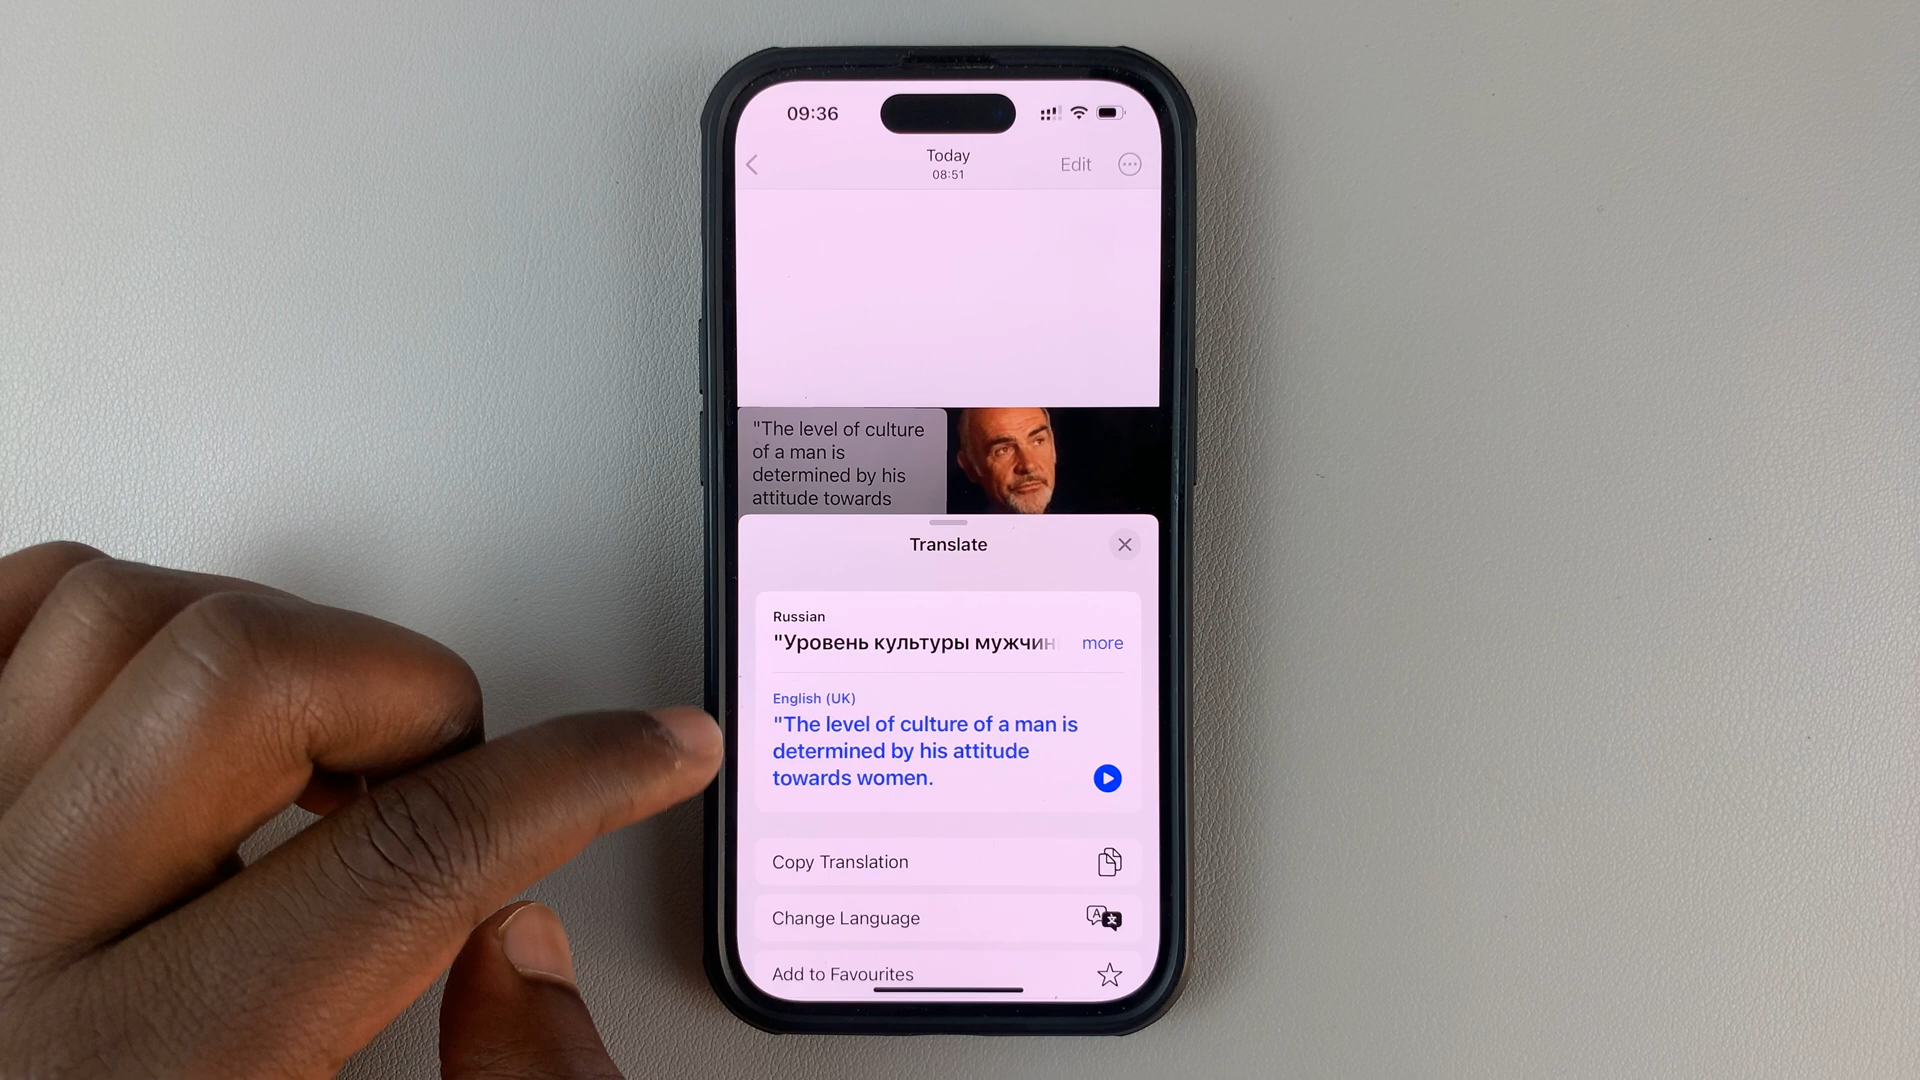 09:36
Today
08:51
Edit
"The level of culture
of a man is
determined by his
attitude towards
Translate
Russian
"Уровень культуры мужчин
more
English (UK)
"The level of culture of a man is
determined by his attitude
towards women.
Copy Translation
Change Language
A 文
Add to Favourites